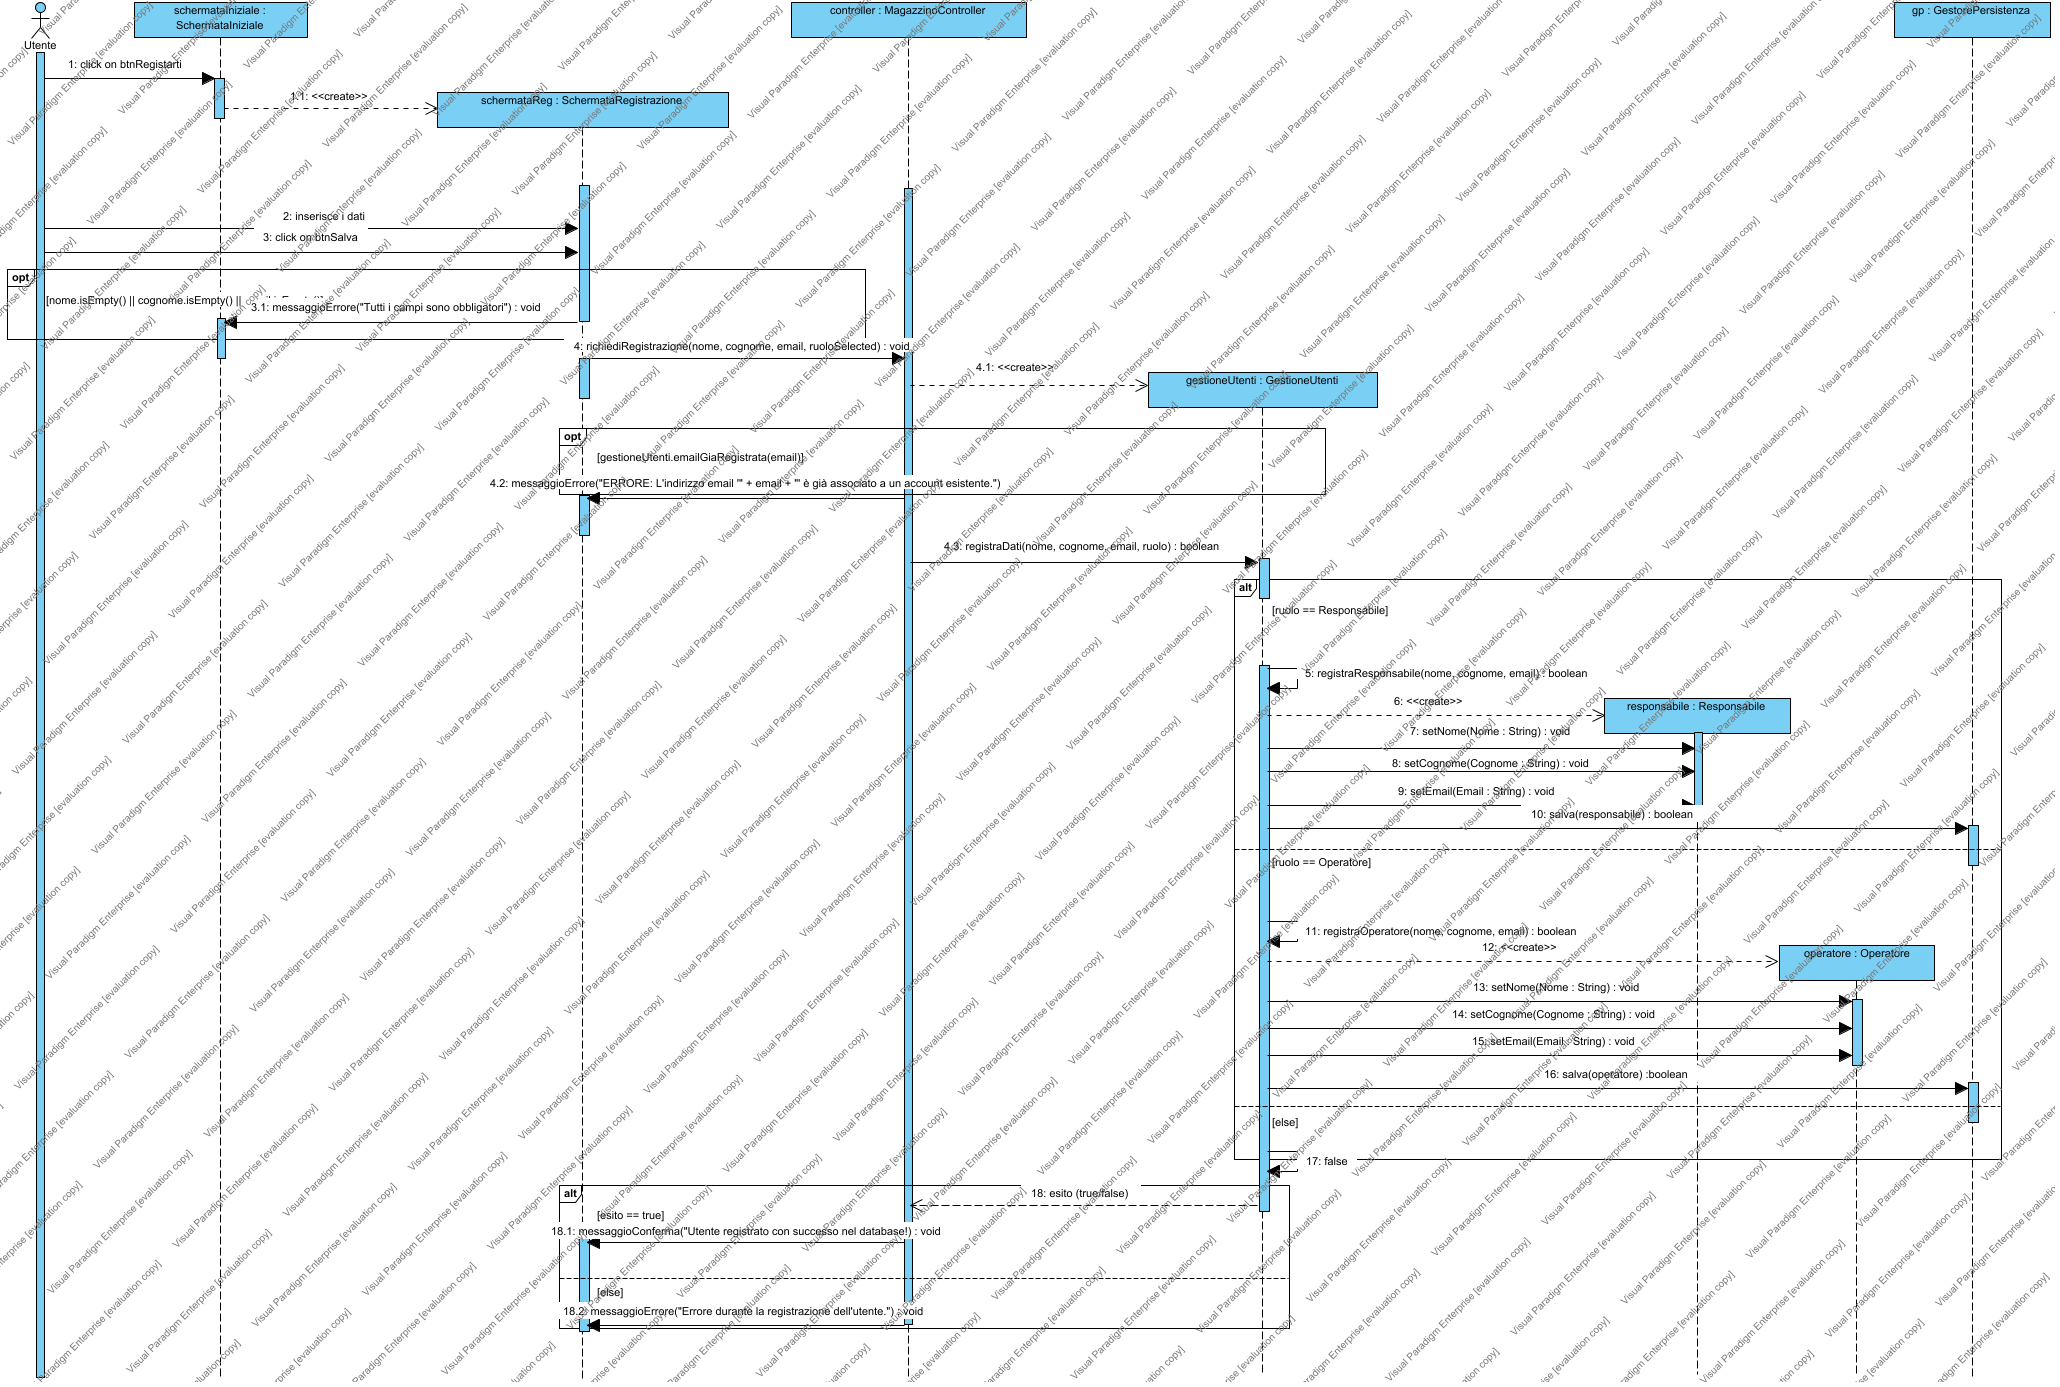 schermataIniziale :
SchermataIniziale
controller : MagazzinoController
gp : GestorePersistenza
Utente
1: click on btnRegistarti
1.1: <<create>>
schermataReg : SchermataRegistrazione
2: inserisce i dati
3: click on btnSalva
opt
[nome.isEmpty() || cognome.isEmpty() ||
3.1: messaggioErrore("Tutti i campi sono obbligatori") : void
4: richiediRegistrazione(nome, cognome, email, ruoloSelected) : void
4.1: <<create>>
gestioneUtenti : GestioneUtenti
opt
[gestioneUtenti.emailGiaRegistrata(email)]
4.2: messaggioErrore("ERRORE: L'indirizzo email '" + email + "' è già associato a un account esistente.")
4.3: registraDati(nome, cognome, email, ruolo) : boolean
alt
[ruolo == Responsabile]
5: registraResponsabile(nome, cognome, email) : boolean
6: <<create>>
responsabile : Responsabile
7: setNome(Nome : String) : void
8: setCognome(Cognome : String) : void
9: setEmail(Email : String) : void
10: salva(responsabile) : boolean
[ruolo == Operatore]
11: registraOperatore(nome, cognome, email) : boolean
12: <<create>>
operatore : Operatore
13: setNome(Nome : String) : void
14: setCognome(Cognome : String) : void
15: setEmail(Email : String) : void
16: salva(operatore) :boolean
[else]
17: false
alt
18: esito (true/false)
[esito == true]
18.1: messaggioConferma("Utente registrato con successo nel database!) : void
[else]
18.2: messaggioErrore("Errore durante la registrazione dell'utente.") : void
Visual Paradigm Enterprise [evaluation copy]